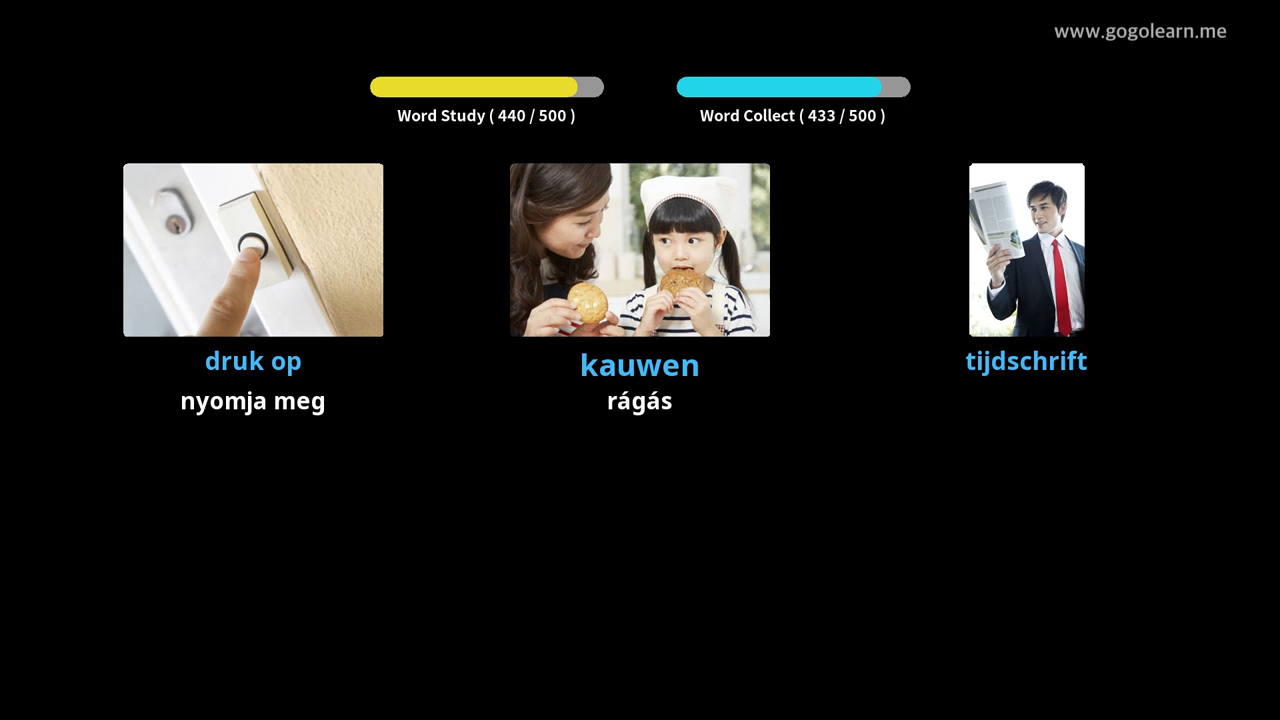 www.gogolearn.me
Word Study ( 440 / 500 )
Word Collect ( 433 / 500 )
druk op
nyomja meg
kauwen
rágás
tijdschrift